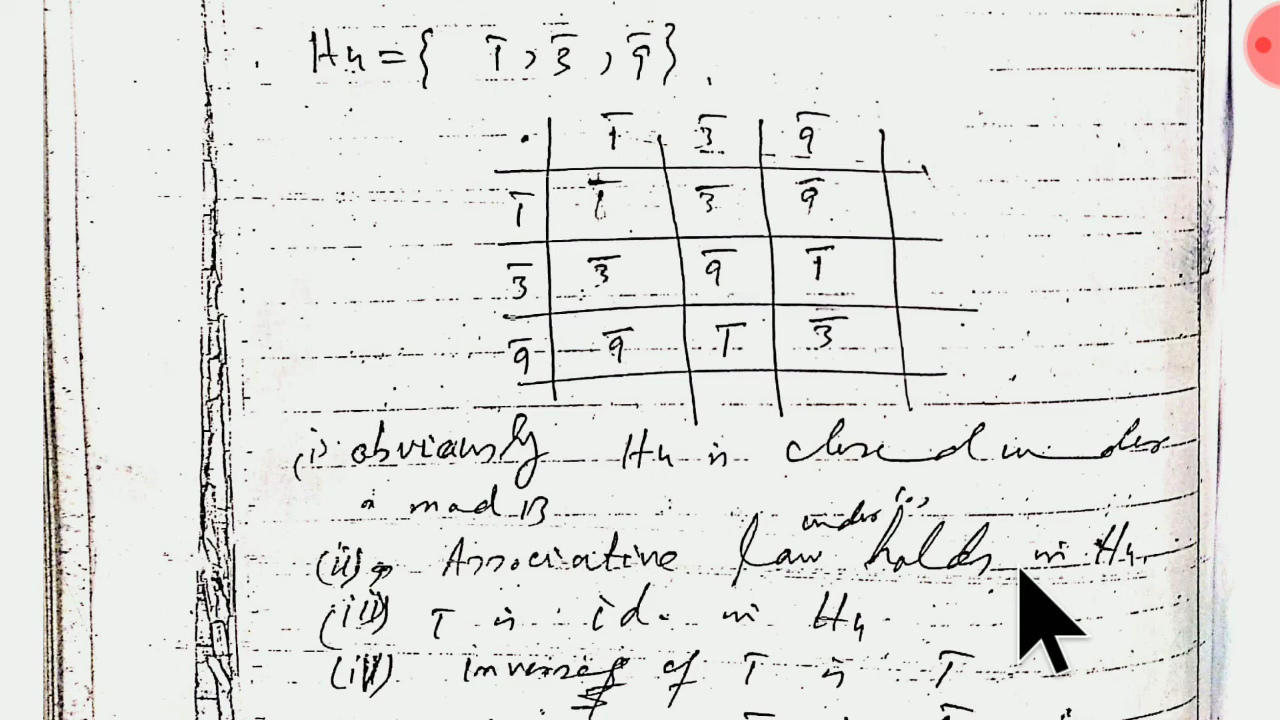 H4 = { 1̄, 3̄, 9̄ }
· 1̄ 3̄ 9̄
1̄ 1̄ 3̄ 9̄
3̄ 3̄ 9̄ 1̄
9̄ 9̄ 1̄ 3̄
(i) obviously H4 is closed under
· mod 13
under '.'
(ii) Associative law holds in H4.
(iii) 1̄ is id. in H4
(iv) Inverse of 1̄ is 1̄